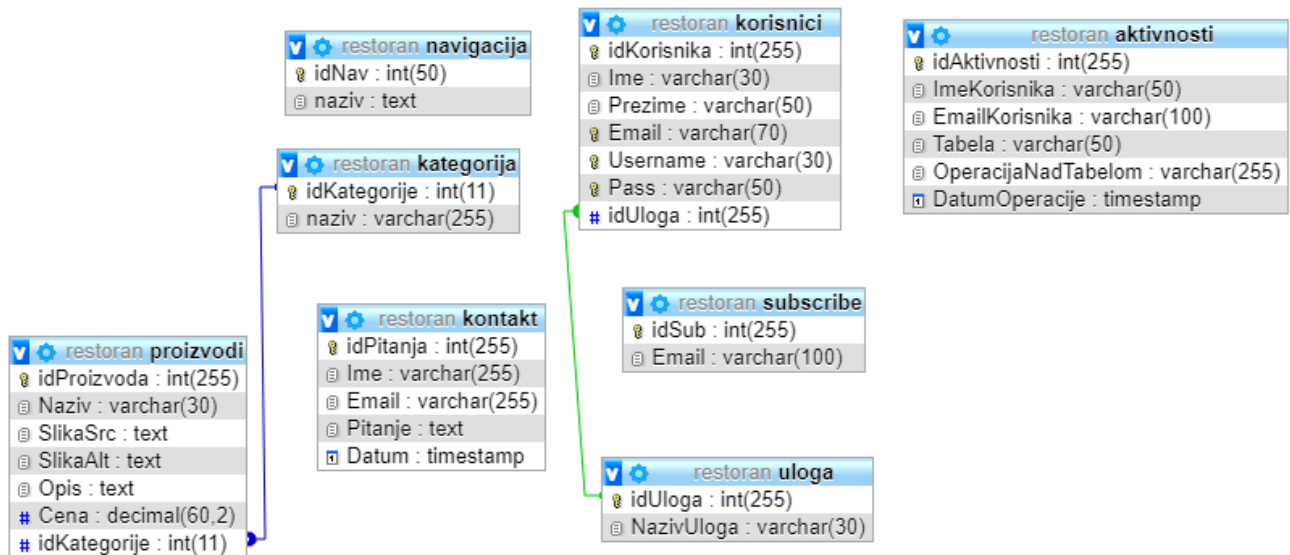 restoran navigacija
idNav : int(50)
naziv : text
restoran kategorija
idKategorije : int(11)
naziv : varchar(255)
restoran proizvodi
idProizvoda : int(255)
Naziv : varchar(30)
SlikaSrc : text
SlikaAlt : text
Opis : text
# Cena : decimal(60,2)
# idKategorije : int(11)
restoran kontakt
idPitanja : int(255)
Ime : varchar(255)
Email : varchar(255)
Pitanje : text
Datum : timestamp
restoran korisnici
idKorisnika : int(255)
Ime : varchar(30)
Prezime : varchar(50)
Email : varchar(70)
Username : varchar(30)
Pass : varchar(50)
# idUloga : int(255)
restoran subscribe
idSub : int(255)
Email : varchar(100)
restoran uloga
idUloga : int(255)
NazivUloga : varchar(30)
restoran aktivnosti
idAktivnosti : int(255)
ImeKorisnika : varchar(50)
EmailKorisnika : varchar(100)
Tabela : varchar(50)
OperacijaNadTabelom : varchar(255)
DatumOperacije : timestamp